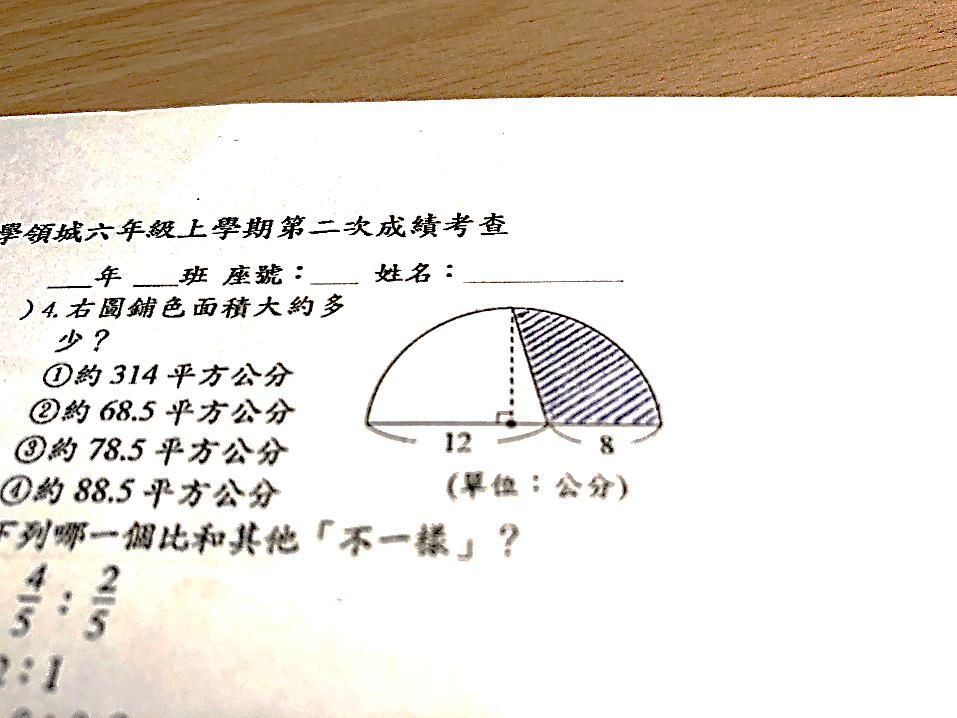 學領域六年級上學期第二次成績考查
___年 ___班 座號：___ 姓名：__________
)4.右圖鋪色面積大約多
少？
①約 314 平方公分
②約 68.5 平方公分
③約 78.5 平方公分
④約 88.5 平方公分
12 8
(單位：公分)
下列哪一個比和其他「不一樣」？
4/5 : 2/5
2:1